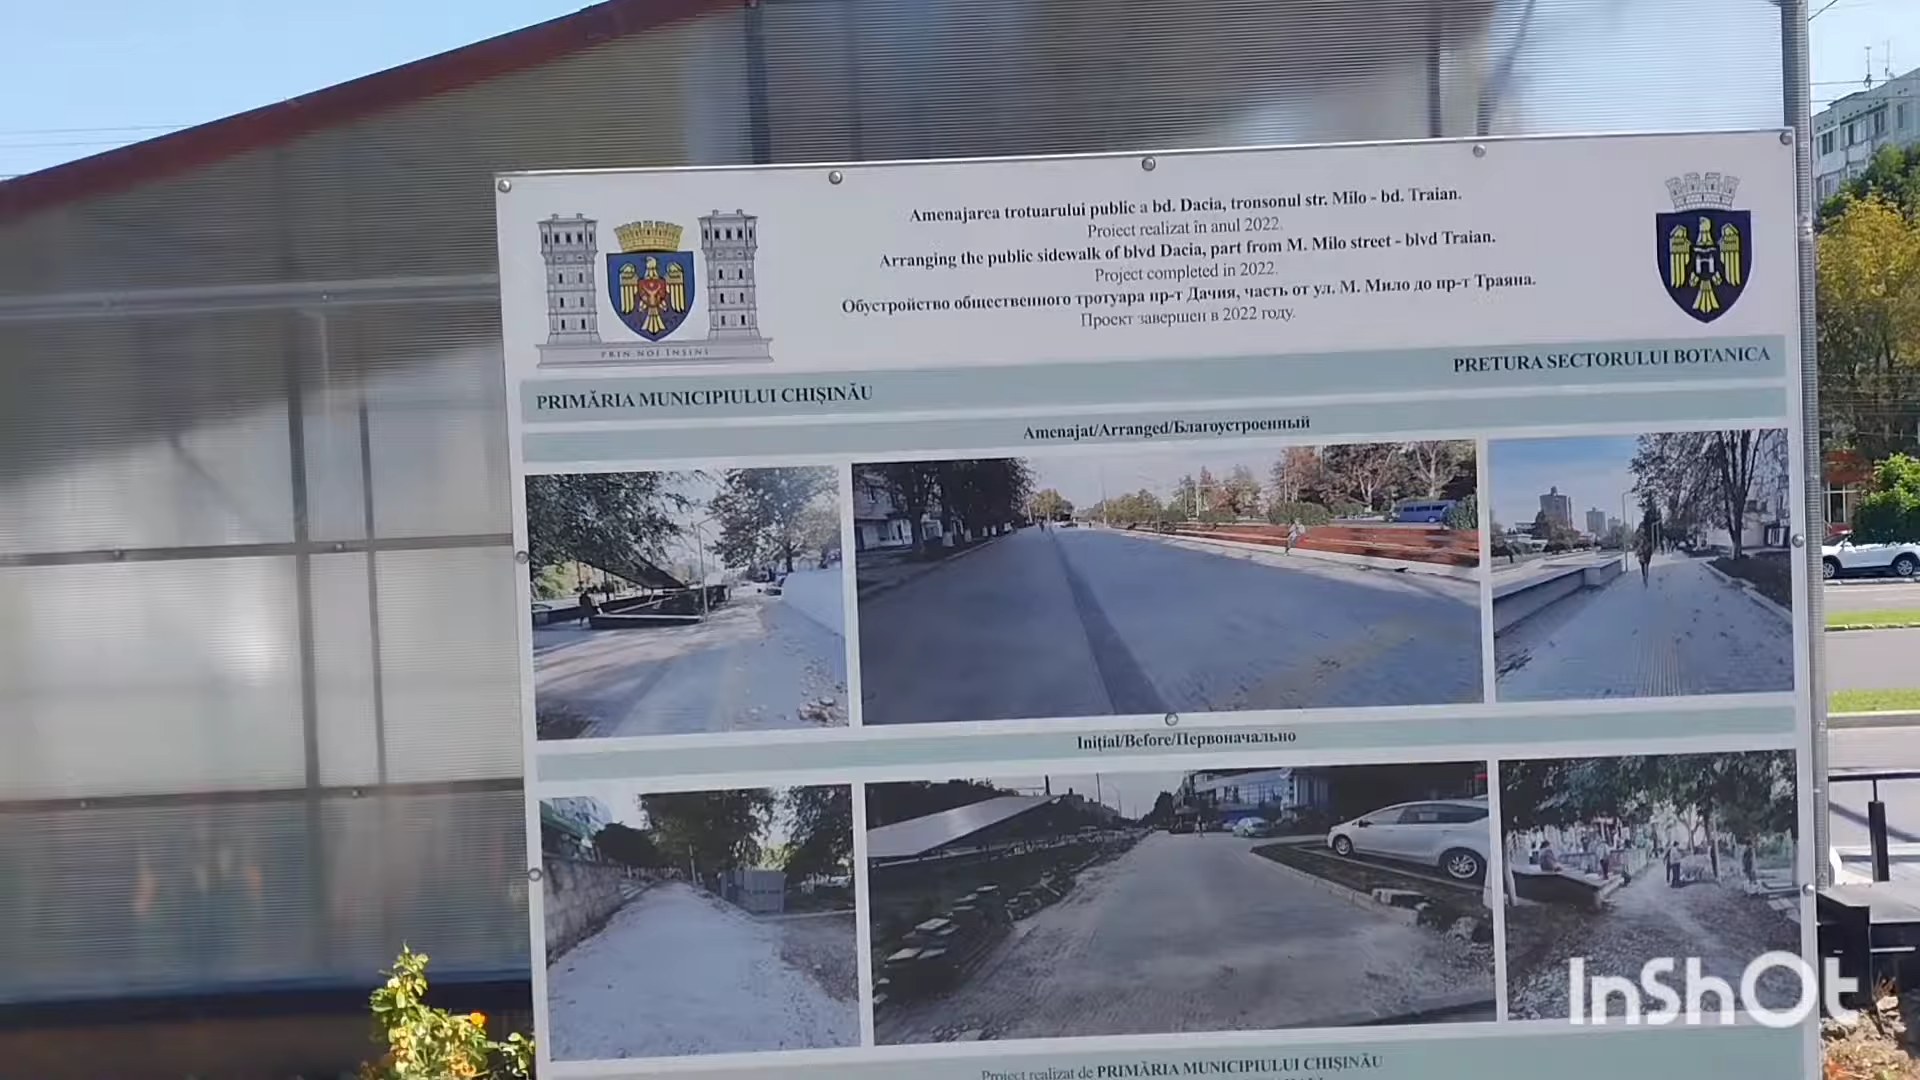 Amenajarea trotuarului public a bd. Dacia, tronsonul str. Milo - bd. Traian.
Proiect realizat în anul 2022.
Arranging the public sidewalk of blvd Dacia, part from M. Milo street - blvd Traian.
Project completed in 2022.
Обустройство общественного тротуара пр-т Дачия, часть от ул. М. Мило до пр-т Траяна.
Проект завершен в 2022 году.
PRIN NOI ÎNȘINE
PRETURA SECTORULUI BOTANICA
PRIMĂRIA MUNICIPIULUI CHIȘINĂU
Amenajat/Arranged/Благоустроенный
Inițial/Before/Первоначально
InShOt
Proiect realizat de PRIMĂRIA MUNICIPIULUI CHIȘINĂU